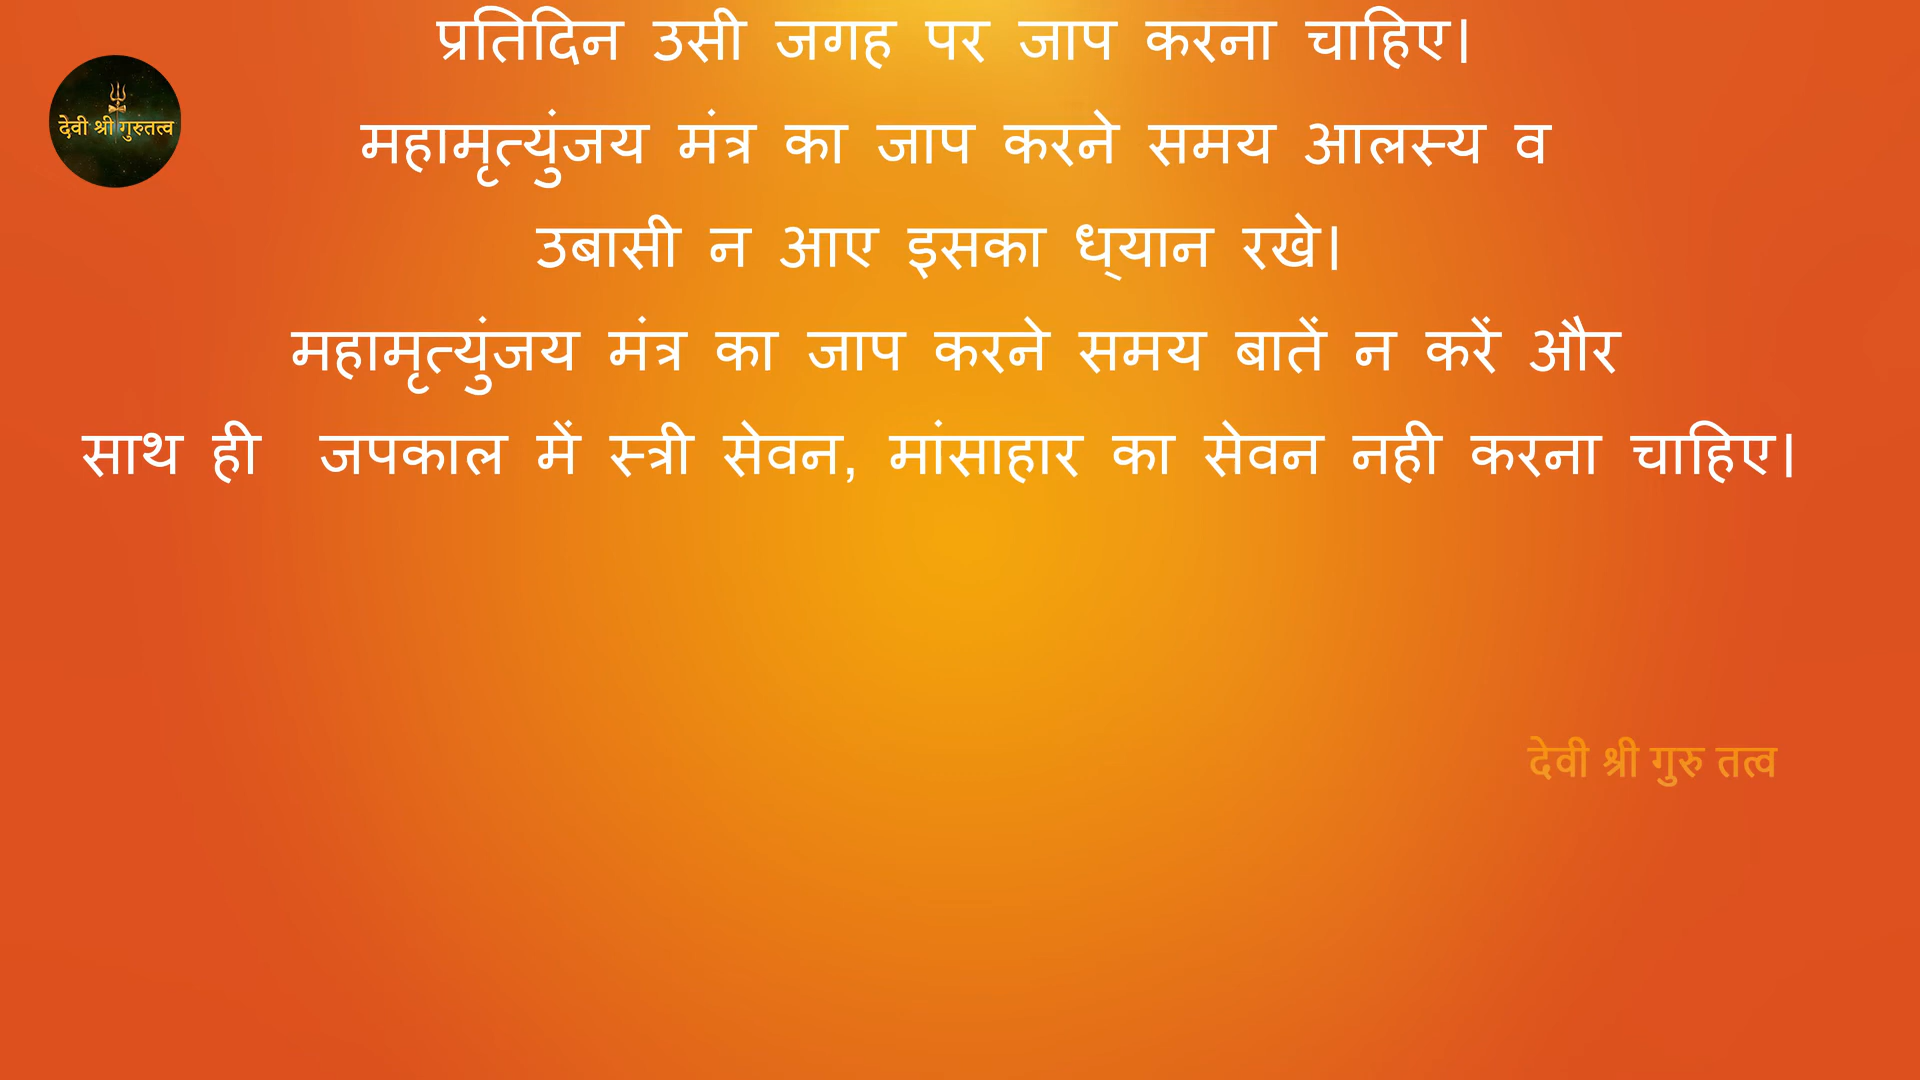 प्रतिदिन उसी जगह पर जाप करना चाहिए।
देवी श्री गुरुतत्व
महामृत्युंजय मंत्र का जाप करने समय आलस्य व
उबासी न आए इसका ध्‌यान रखे।
महामृत्युंजय मंत्र का जाप करने समय बातें न करें और
साथ ही जपकाल में स्त्री सेवन, मांसाहार का सेवन नही करना चाहिए।
देवी श्री गुरु तत्व